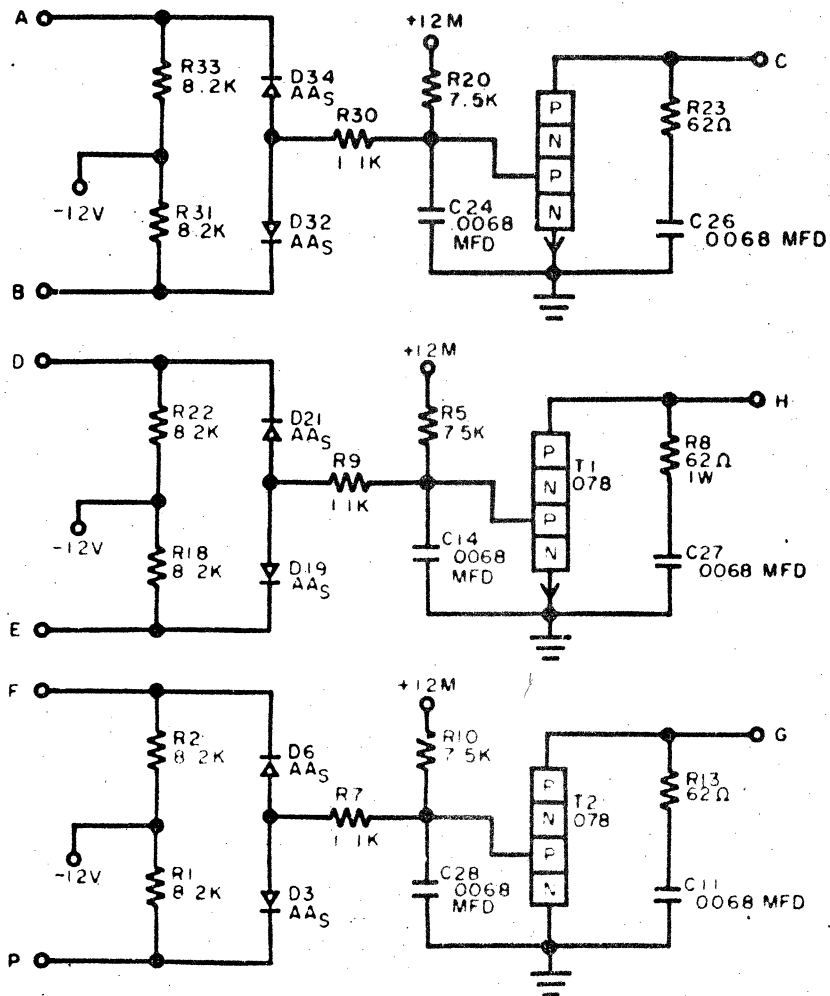 A
R33
8.2K
D34
AAS
R30
1 1K
+12M
R20
7.5K
P
N
P
N
C
R23
62Ω
-12V
R31
8.2K
D32
AAS
C24
.0068
MFD
C26
.0068 MFD
B
D
R22
8.2K
D21
AAS
R9
1 1K
+12M
R5
7 5K
P
N
P
N
T1
078
H
R8
62Ω
1W
-12V
R18
8.2K
D19
AAS
C14
.0068
MFD
C27
.0068 MFD
E
F
R2
8.2K
D6
AAS
R7
1 1K
+12M
R10
7 5K
P
N
P
N
T2
078
G
R13
62Ω
-12V
R1
8.2K
D3
AAS
C28
.0068
MFD
C11
.0068 MFD
P